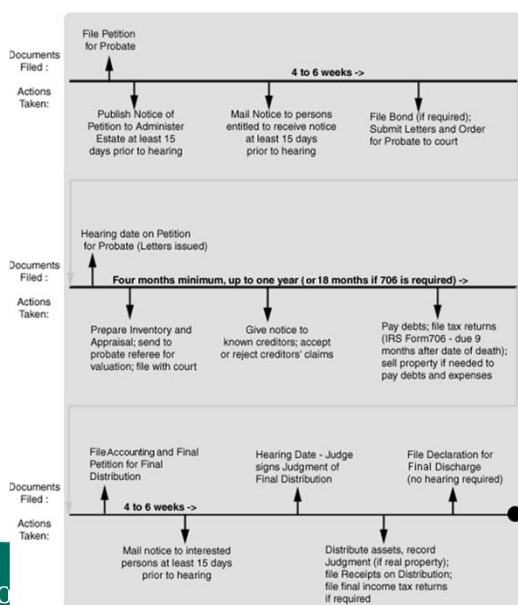 File Petition
for Probate
Documents
Filed :
4 to 6 weeks ->
Actions
Taken:
Publish Notice of
Petition to Administer
Estate at least 15
days prior to hearing
Mail Notice to persons
entitled to receive notice
at least 15 days
prior to hearing
File Bond (if required);
Submit Letters and Order
for Probate to court
Hearing date on Petition
for Probate (Letters issued)
Documents
Filed :
Four months minimum, up to one year (or 18 months if 706 is required) ->
Actions
Taken:
Prepare Inventory and
Appraisal; send to
probate referee for
valuation; file with court
Give notice to
known creditors; accept
or reject creditors' claims
Pay debts; file tax returns
(IRS Form706 - due 9
months after date of death);
sell property if needed to
pay debts and expenses
File Accounting and Final
Petition for Final
Distribution
Hearing Date - Judge
signs Judgment of
Final Distribution
File Declaration for
Final Discharge
(no hearing required)
Documents
Filed :
4 to 6 weeks ->
Actions
Taken:
Mail notice to interested
persons at least 15 days
prior to hearing
Distribute assets, record
Judgment (if real property);
file Receipts on Distribution;
file final income tax returns
if required